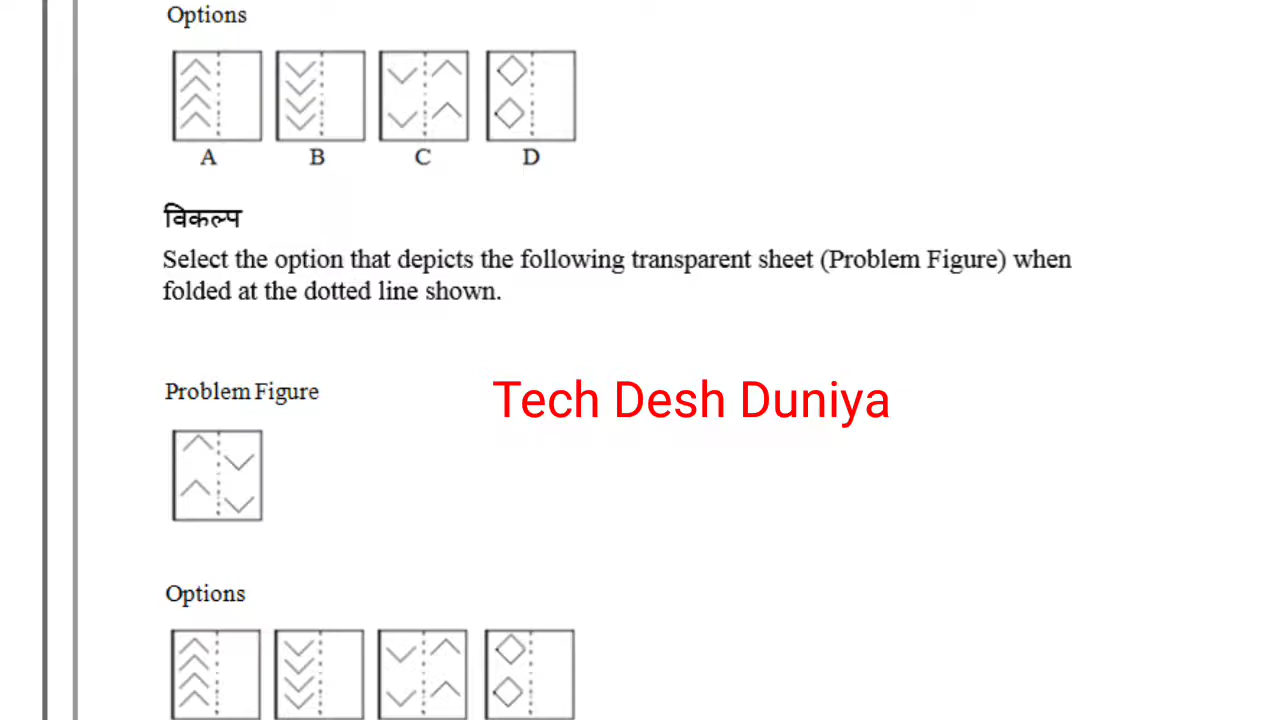 Options
A B C D
विकल्प
Select the option that depicts the following transparent sheet (Problem Figure) when
folded at the dotted line shown.
Problem Figure
Tech Desh Duniya
Options